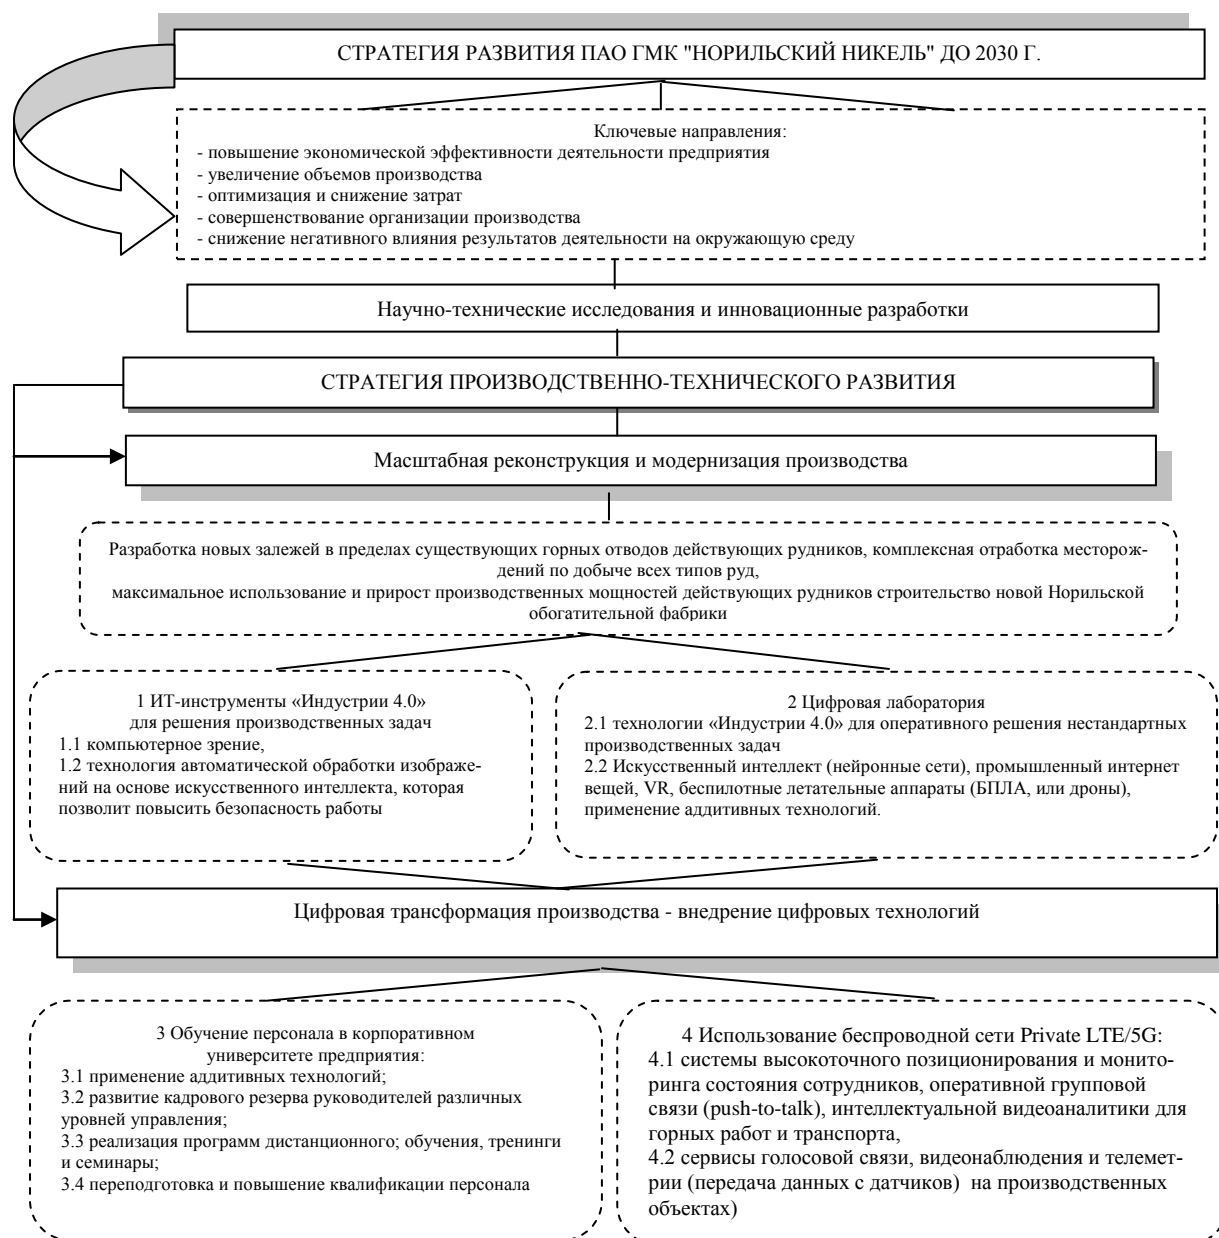 СТРАТЕГИЯ РАЗВИТИЯ ПАО ГМК "НОРИЛЬСКИЙ НИКЕЛЬ" ДО 2030 Г.
Ключевые направления:
- повышение экономической эффективности деятельности предприятия
- увеличение объемов производства
- оптимизация и снижение затрат
- совершенствование организации производства
- снижение негативного влияния результатов деятельности на окружающую среду
Научно-технические исследования и инновационные разработки
СТРАТЕГИЯ ПРОИЗВОДСТВЕННО-ТЕХНИЧЕСКОГО РАЗВИТИЯ
Масштабная реконструкция и модернизация производства
Разработка новых залежей в пределах существующих горных отводов действующих рудников, комплексная отработка месторож-
дений по добыче всех типов руд,
максимальное использование и прирост производственных мощностей действующих рудников строительство новой Норильской
обогатительной фабрики
1 ИТ-инструменты «Индустрии 4.0»
для решения производственных задач
1.1 компьютерное зрение,
1.2 технология автоматической обработки изображе-
ний на основе искусственного интеллекта, которая
позволит повысить безопасность работы
2 Цифровая лаборатория
2.1 технологии «Индустрии 4.0» для оперативного решения нестандартных
производственных задач
2.2 Искусственный интеллект (нейронные сети), промышленный интернет
вещей, VR, беспилотные летательные аппараты (БПЛА, или дроны),
применение аддитивных технологий.
Цифровая трансформация производства - внедрение цифровых технологий
3 Обучение персонала в корпоративном
университете предприятия:
3.1 применение аддитивных технологий;
3.2 развитие кадрового резерва руководителей различных
уровней управления;
3.3 реализация программ дистанционного; обучения, тренинги
и семинары;
3.4 переподготовка и повышение квалификации персонала
4 Использование беспроводной сети Private LTE/5G:
4.1 системы высокоточного позиционирования и монито-
ринга состояния сотрудников, оперативной групповой
связи (push-to-talk), интеллектуальной видеоаналитики для
горных работ и транспорта,
4.2 сервисы голосовой связи, видеонаблюдения и телемет-
рии (передача данных с датчиков) на производственных
объектах)